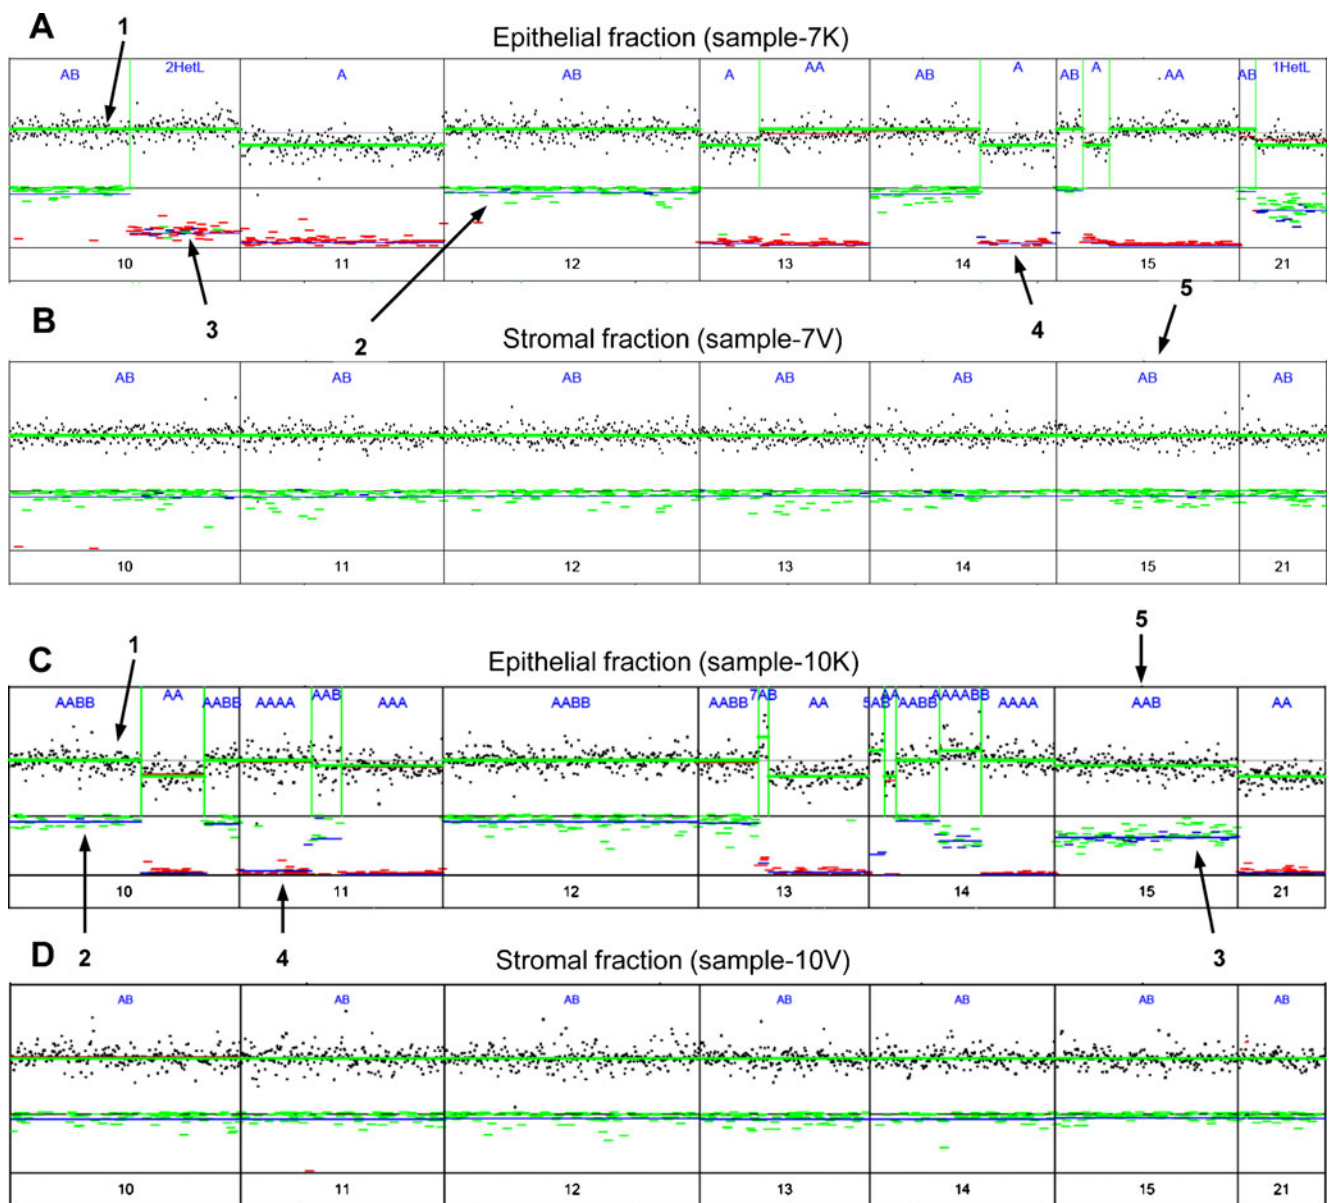 A
1
Epithelial fraction (sample-7K)
AB 2HetL A AB A AA AB A AB A AA AB 1HetL
10 11 12 13 14 15 21
3 2 4 5
B
Stromal fraction (sample-7V)
AB AB AB AB AB AB AB
10 11 12 13 14 15 21
C
1
5
Epithelial fraction (sample-10K)
AABB AA AABB AAAA AAB AAA AABB AABB 7AB AA 5AB AA AABB AAAABB AAAA AAB AA
10 11 12 13 14 15 21
D
2 4 3
Stromal fraction (sample-10V)
AB AB AB AB AB AB AB
10 11 12 13 14 15 21